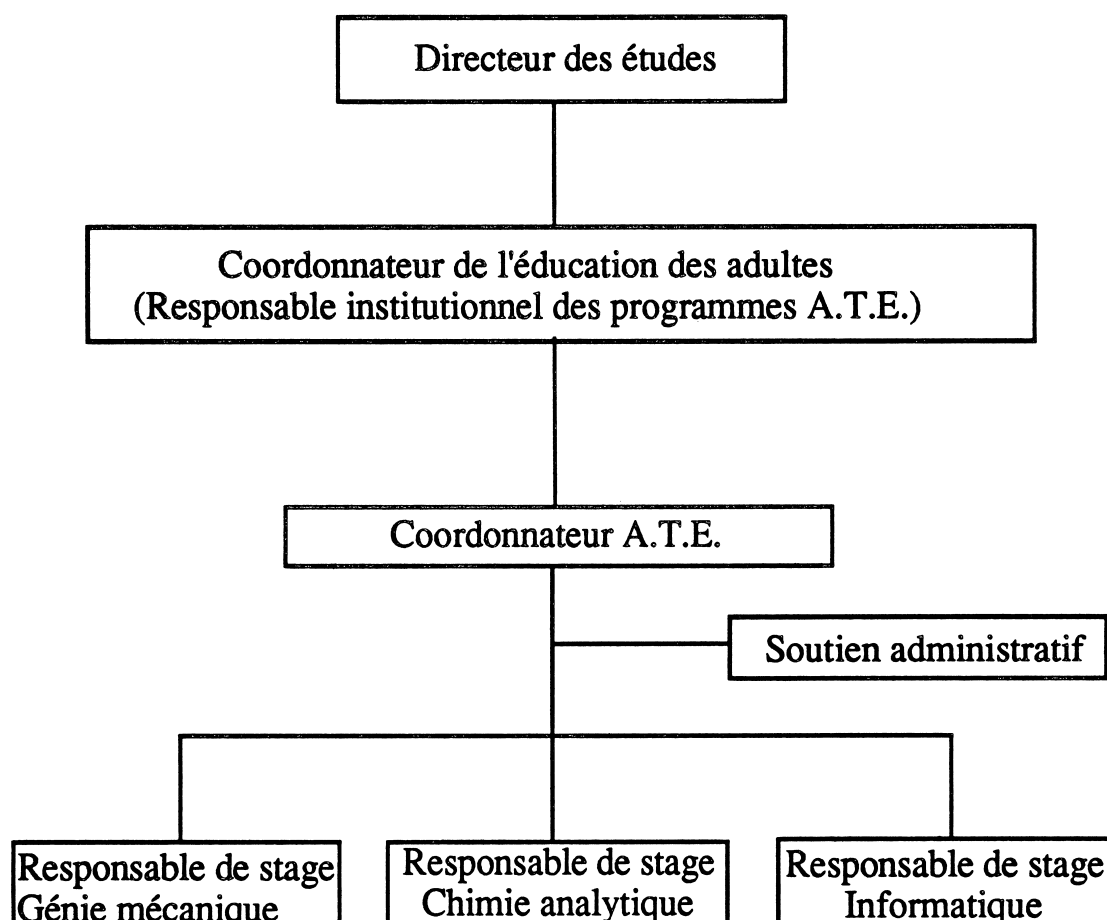 Directeur des études
Coordonnateur de l'éducation des adultes
(Responsable institutionnel des programmes A.T.E.)
Coordonnateur A.T.E.
Soutien administratif
Responsable de stage
Génie mécanique
Responsable de stage
Chimie analytique
Responsable de stage
Informatique